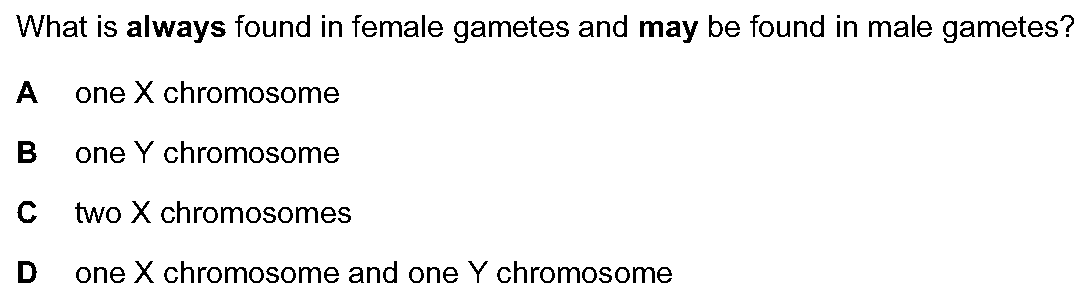 What is always found in female gametes and may be found in male gametes?
A one X chromosome
B one Y chromosome
C two X chromosomes
D one X chromosome and one Y chromosome